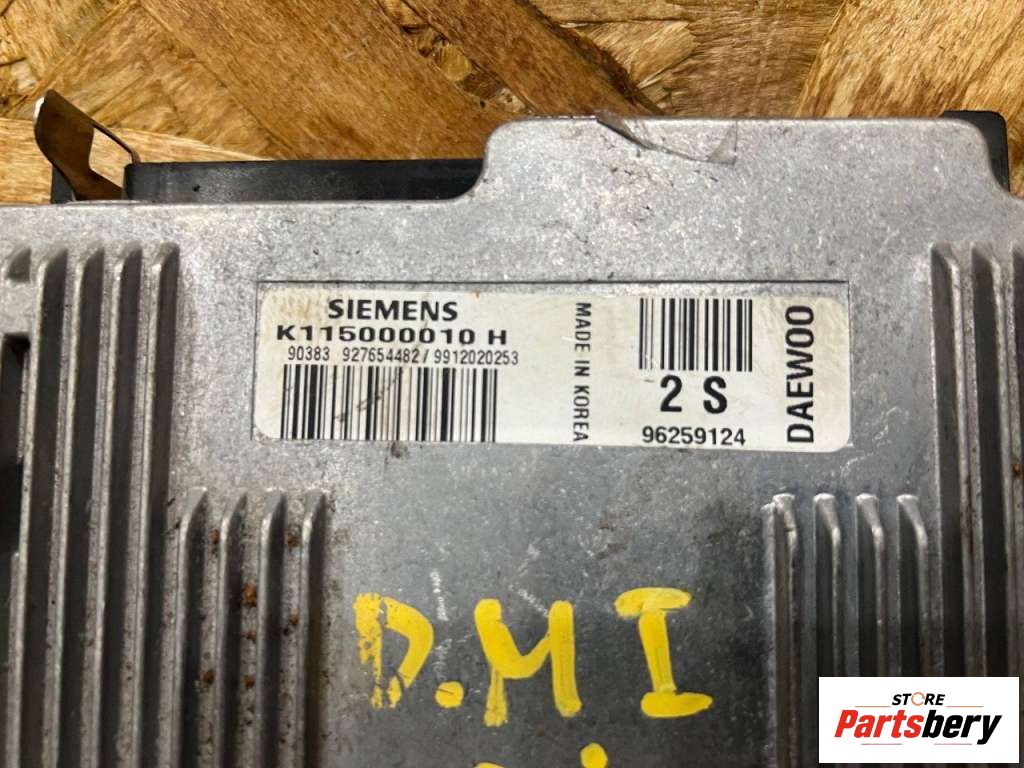 SIEMENS
K115000010 H
90383 927654482/9912020253
MADE IN KOREA
2 S
96259124
DAEWOO
D.MI
STORE
Partsbery